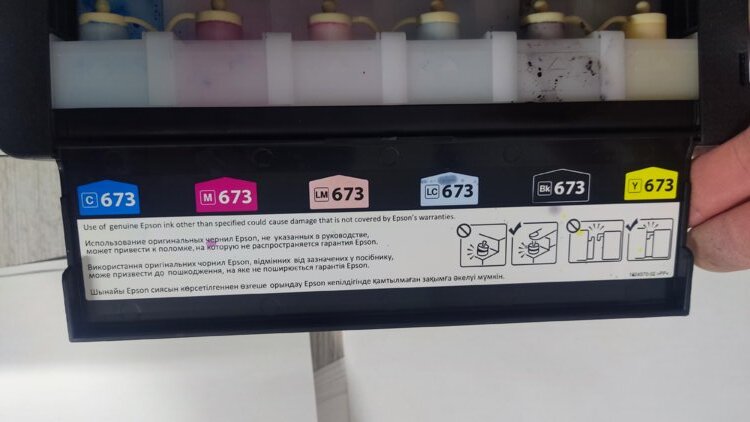 C 673
M 673
LM 673
LC 673
Bk 673
Y 673
Use of genuine Epson ink other than specified could cause damage that is not covered by Epson's warranties.
Использование оригинальных чернил Epson, не указанных в руководстве,
может привести к поломке, на которую не распространяется гарантия Epson.
Використання оригінальних чорнил Epson, відмінних від зазначених у посібнику,
може призвести до пошкодження, на яке не поширюється гарантія Epson.
Шынайы Epson сиясын көрсетілгеннен өзгеше орындау Epson кепілдігінде қамтылмаған зақымға әкелуі мүмкін.